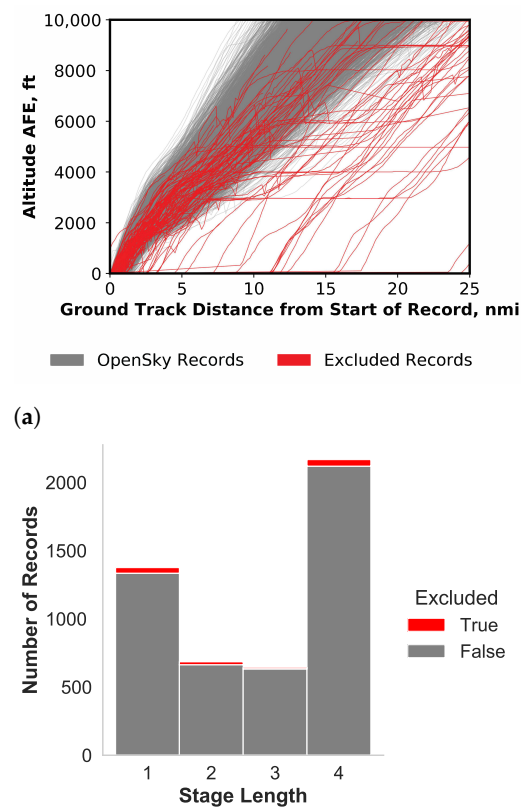 10,000
8000
6000
4000
2000
0
Altitude AFE, ft
0 5 10 15 20 25
Ground Track Distance from Start of Record, nmi
OpenSky Records Excluded Records
(a)
2000
1500
1000
500
0
Number of Records
Excluded
True
False
1 2 3 4
Stage Length